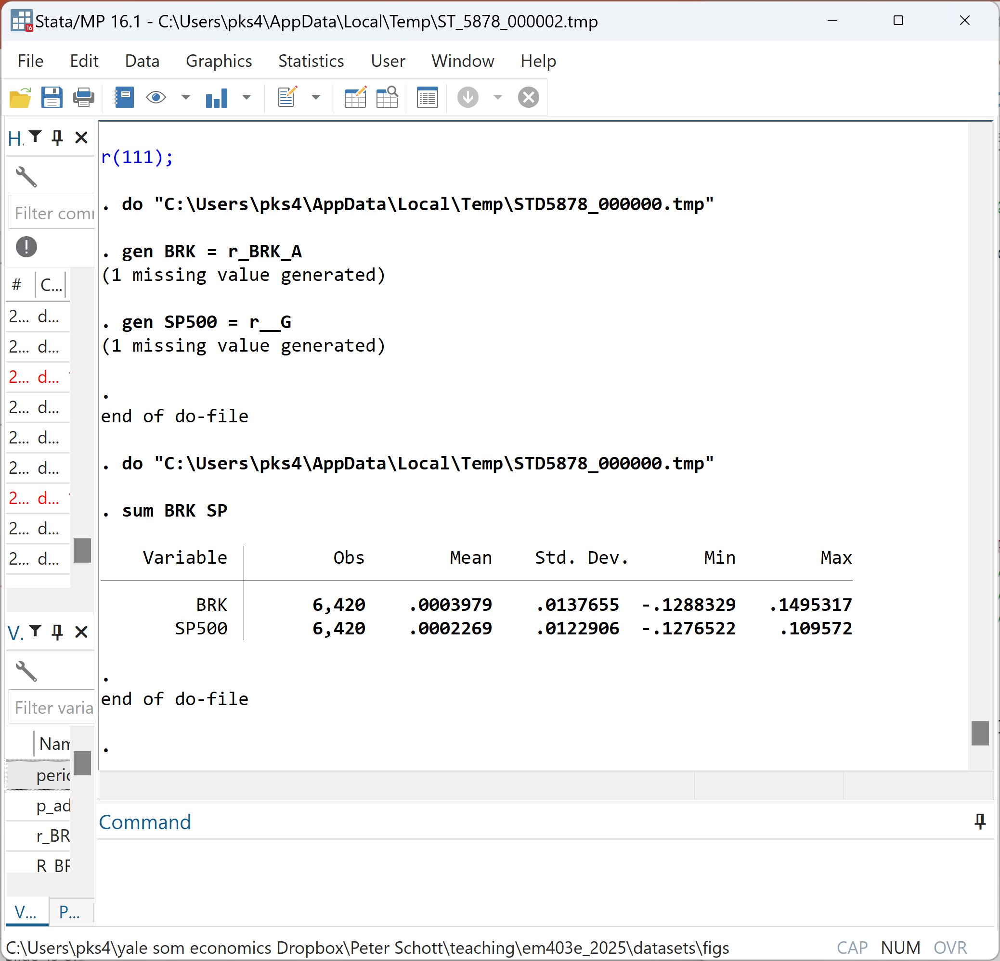 Stata/MP 16.1 - C:\Users\pks4\AppData\Local\Temp\ST_5878_000002.tmp
File Edit Data Graphics Statistics User Window Help
H.
Filter comm
# C...
2... d...
2... d...
2... d...
2... d...
2... d...
2... d...
2... d...
2... d...
2... d...
V.
Filter varia
Nam
perio
p_ad
r_BR
R_BR
V... P...
r(111);
. do "C:\Users\pks4\AppData\Local\Temp\STD5878_000000.tmp"
. gen BRK = r_BRK_A
(1 missing value generated)
. gen SP500 = r__G
(1 missing value generated)
.
end of do-file
. do "C:\Users\pks4\AppData\Local\Temp\STD5878_000000.tmp"
. sum BRK SP
Variable Obs Mean Std. Dev. Min Max
BRK 6,420 .0003979 .0137655 -.1288329 .1495317
SP500 6,420 .0002269 .0122906 -.1276522 .109572
.
end of do-file
.
Command
C:\Users\pks4\yale som economics Dropbox\Peter Schott\teaching\em403e_2025\datasets\figs CAP NUM OVR